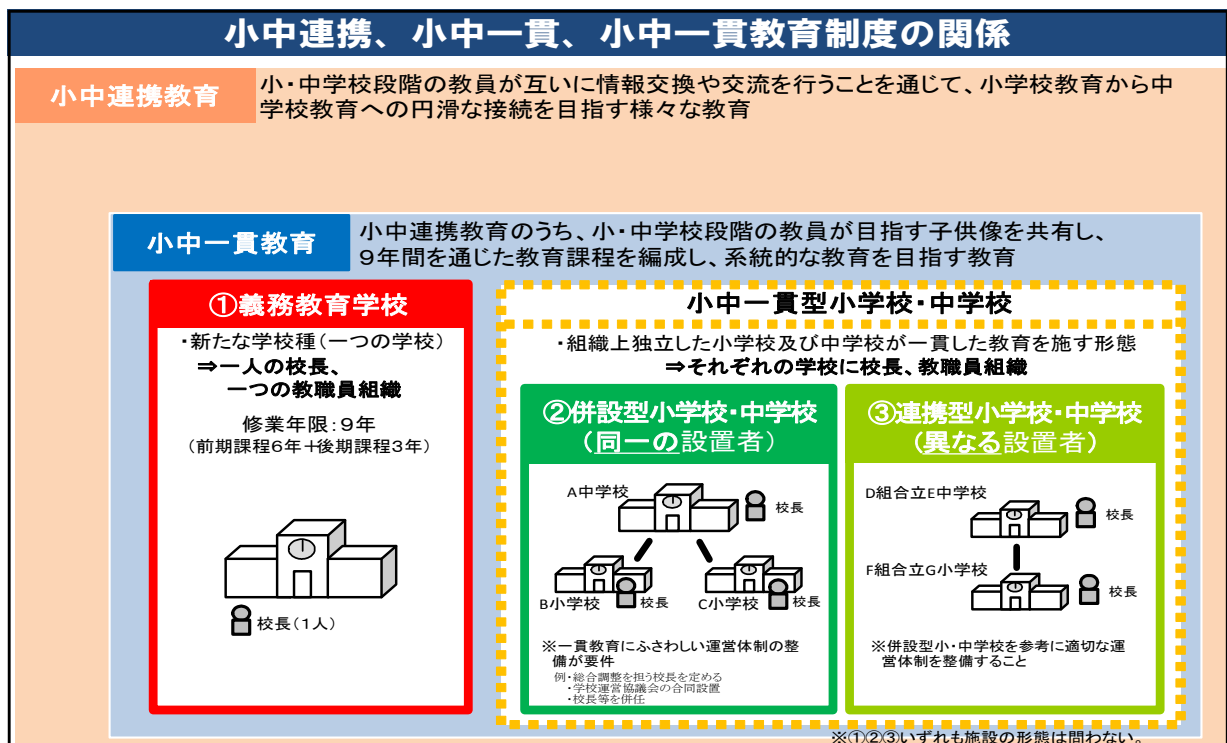 小中連携、小中一貫、小中一貫教育制度の関係
小中連携教育
小・中学校段階の教員が互いに情報交換や交流を行うことを通じて、小学校教育から中
学校教育への円滑な接続を目指す様々な教育
小中一貫教育
小中連携教育のうち、小・中学校段階の教員が目指す子供像を共有し、
9年間を通じた教育課程を編成し、系統的な教育を目指す教育
①義務教育学校
・新たな学校種(一つの学校)
⇒一人の校長、
一つの教職員組織
修業年限:9年
(前期課程6年+後期課程3年)
校長(1人)
小中一貫型小学校・中学校
・組織上独立した小学校及び中学校が一貫した教育を施す形態
⇒それぞれの学校に校長、教職員組織
②併設型小学校・中学校
(同一の設置者)
A中学校
校長
B小学校
校長
C小学校
校長
※一貫教育にふさわしい運営体制の整
備が要件
例・総合調整を担う校長を定める
・学校運営協議会の合同設置
・校長等を併任
③連携型小学校・中学校
(異なる設置者)
D組合立E中学校
校長
F組合立G小学校
校長
※併設型小・中学校を参考に適切な運
営体制を整備すること
※①②③いずれも施設の形態は問わない。